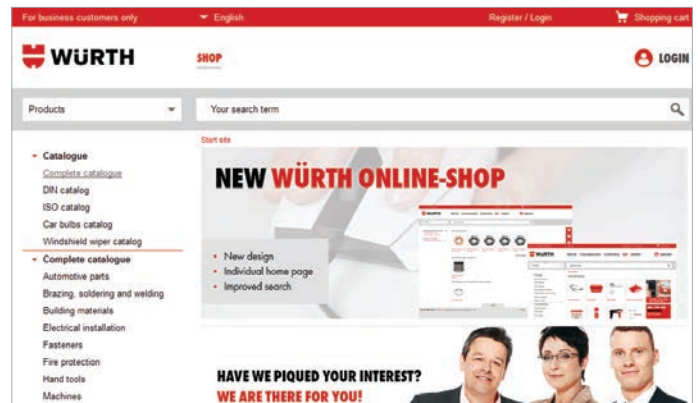 For business customers only
English
Register / Login
Shopping cart
WÜRTH
SHOP
LOGIN
Products
Your search term
Start site
Catalogue
Complete catalogue
DIN catalog
ISO catalog
Car bulbs catalog
Windshield wiper catalog
Complete catalogue
Automotive parts
Brazing, soldering and welding
Building materials
Electrical installation
Fasteners
Fire protection
Hand tools
Machines
NEW WÜRTH ONLINE-SHOP
• New design
• Individual home page
• Improved search
WÜRTH
WÜRTH
HAVE WE PIQUED YOUR INTEREST?
WE ARE THERE FOR YOU!